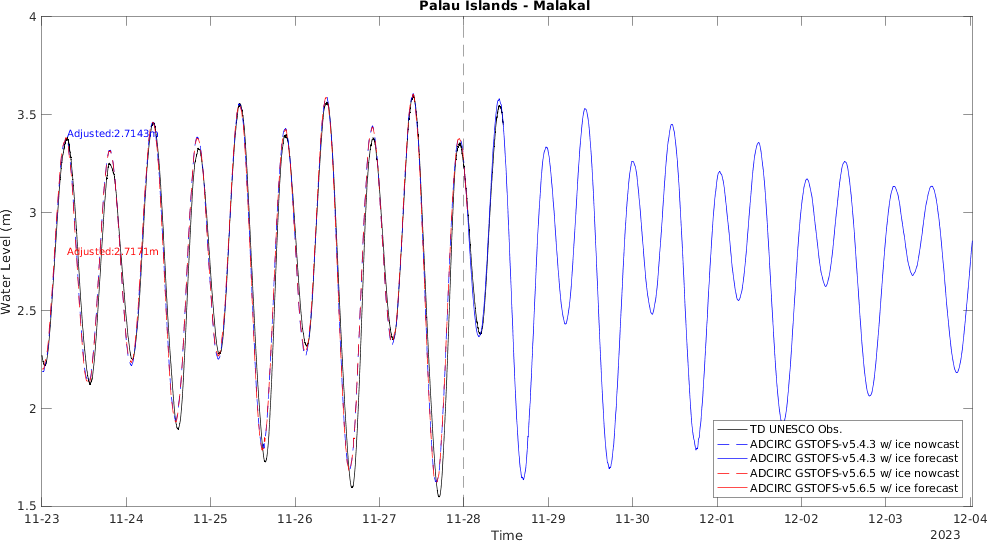 Palau Islands - Malakal
4
3.5
3
2.5
2
1.5
Water Level (m)
Adjusted:2.7143m
Adjusted:2.7171m
TD UNESCO Obs.
ADCIRC GSTOFS-v5.4.3 w/ ice nowcast
ADCIRC GSTOFS-v5.4.3 w/ ice forecast
ADCIRC GSTOFS-v5.6.5 w/ ice nowcast
ADCIRC GSTOFS-v5.6.5 w/ ice forecast
11-23 11-24 11-25 11-26 11-27 11-28 11-29 11-30 12-01 12-02 12-03 12-04
Time
2023